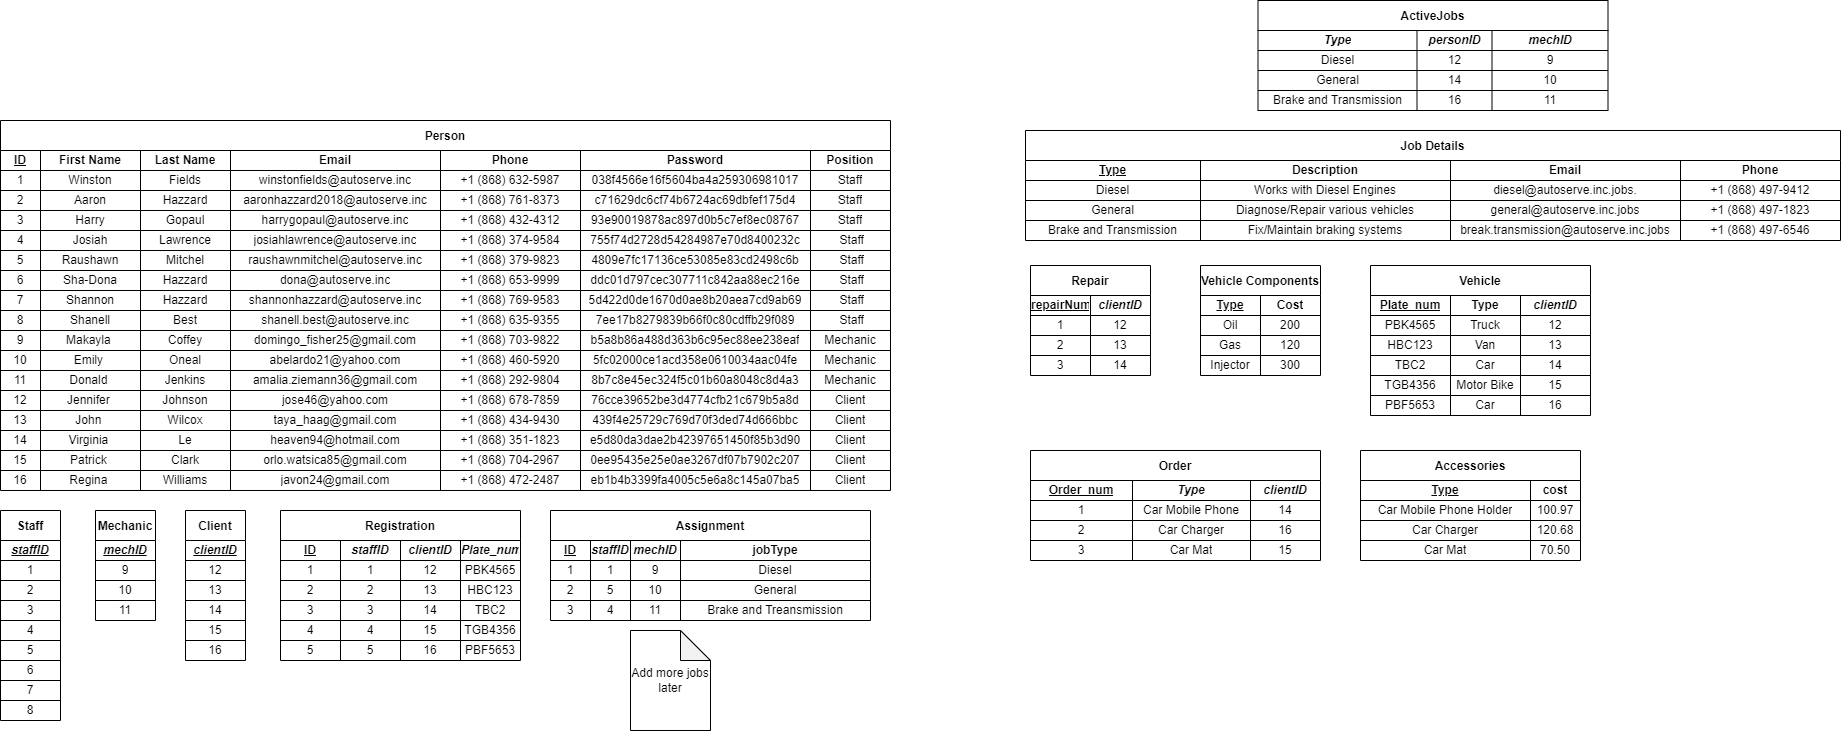 ActiveJobs
Type personID mechID
Diesel 12 9
General 14 10
Brake and Transmission 16 11
Person
ID First Name Last Name Email Phone Password Position
1 Winston Fields winstonfields@autoserve.inc +1 (868) 632-5987 038f4566e16f5604ba4a259306981017 Staff
2 Aaron Hazzard aaronhazzard2018@autoserve.inc +1 (868) 761-8373 c71629dc6cf74b6724ac69dbfef175d4 Staff
3 Harry Gopaul harrygopaul@autoserve.inc +1 (868) 432-4312 93e90019878ac897d0b5c7ef8ec08767 Staff
4 Josiah Lawrence josiahlawrence@autoserve.inc +1 (868) 374-9584 755f74d2728d54284987e70d8400232c Staff
5 Raushawn Mitchel raushawnmitchel@autoserve.inc +1 (868) 379-9823 4809e7fc17136ce53085e83cd2498c6b Staff
6 Sha-Dona Hazzard dona@autoserve.inc +1 (868) 653-9999 ddc01d797cec307711c842aa88ec216e Staff
7 Shannon Hazzard shannonhazzard@autoserve.inc +1 (868) 769-9583 5d422d0de1670d0ae8b20aea7cd9ab69 Staff
8 Shanell Best shanell.best@autoserve.inc +1 (868) 635-9355 7ee17b8279839b66f0c80cdffb29f089 Staff
9 Makayla Coffey domingo_fisher25@gmail.com +1 (868) 703-9822 b5a8b86a488d363b6c95ec88ee238eaf Mechanic
10 Emily Oneal abelardo21@yahoo.com +1 (868) 460-5920 5fc02000ce1acd358e0610034aac04fe Mechanic
11 Donald Jenkins amalia.ziemann36@gmail.com +1 (868) 292-9804 8b7c8e45ec324f5c01b60a8048c8d4a3 Mechanic
12 Jennifer Johnson jose46@yahoo.com +1 (868) 678-7859 76cce39652be3d4774cfb21c679b5a8d Client
13 John Wilcox taya_haag@gmail.com +1 (868) 434-9430 439f4e25729c769d70f3ded74d666bbc Client
14 Virginia Le heaven94@hotmail.com +1 (868) 351-1823 e5d80da3dae2b42397651450f85b3d90 Client
15 Patrick Clark orlo.watsica85@gmail.com +1 (868) 704-2967 0ee95435e25e0ae3267df07b7902c207 Client
16 Regina Williams javon24@gmail.com +1 (868) 472-2487 eb1b4b3399fa4005c5e6a8c145a07ba5 Client
Job Details
Type Description Email Phone
Diesel Works with Diesel Engines diesel@autoserve.inc.jobs. +1 (868) 497-9412
General Diagnose/Repair various vehicles general@autoserve.inc.jobs +1 (868) 497-1823
Brake and Transmission Fix/Maintain braking systems break.transmission@autoserve.inc.jobs +1 (868) 497-6546
Repair
repairNum clientID
1 12
2 13
3 14
Vehicle Components
Type Cost
Oil 200
Gas 120
Injector 300
Vehicle
Plate_num Type clientID
PBK4565 Truck 12
HBC123 Van 13
TBC2 Car 14
TGB4356 Motor Bike 15
PBF5653 Car 16
Order
Order_num Type clientID
1 Car Mobile Phone 14
2 Car Charger 16
3 Car Mat 15
Accessories
Type cost
Car Mobile Phone Holder 100.97
Car Charger 120.68
Car Mat 70.50
Staff
staffID
1
2
3
4
5
6
7
8
Mechanic
mechID
9
10
11
Client
clientID
12
13
14
15
16
Registration
ID staffID clientID Plate_num
1 1 12 PBK4565
2 2 13 HBC123
3 3 14 TBC2
4 4 15 TGB4356
5 5 16 PBF5653
Assignment
ID staffID mechID jobType
1 1 9 Diesel
2 5 10 General
3 4 11 Brake and Treansmission
Add more jobs
later